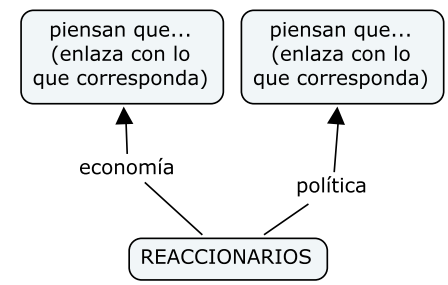 piensan que...
(enlaza con lo
que corresponda)
piensan que...
(enlaza con lo
que corresponda)
economía
política
REACCIONARIOS